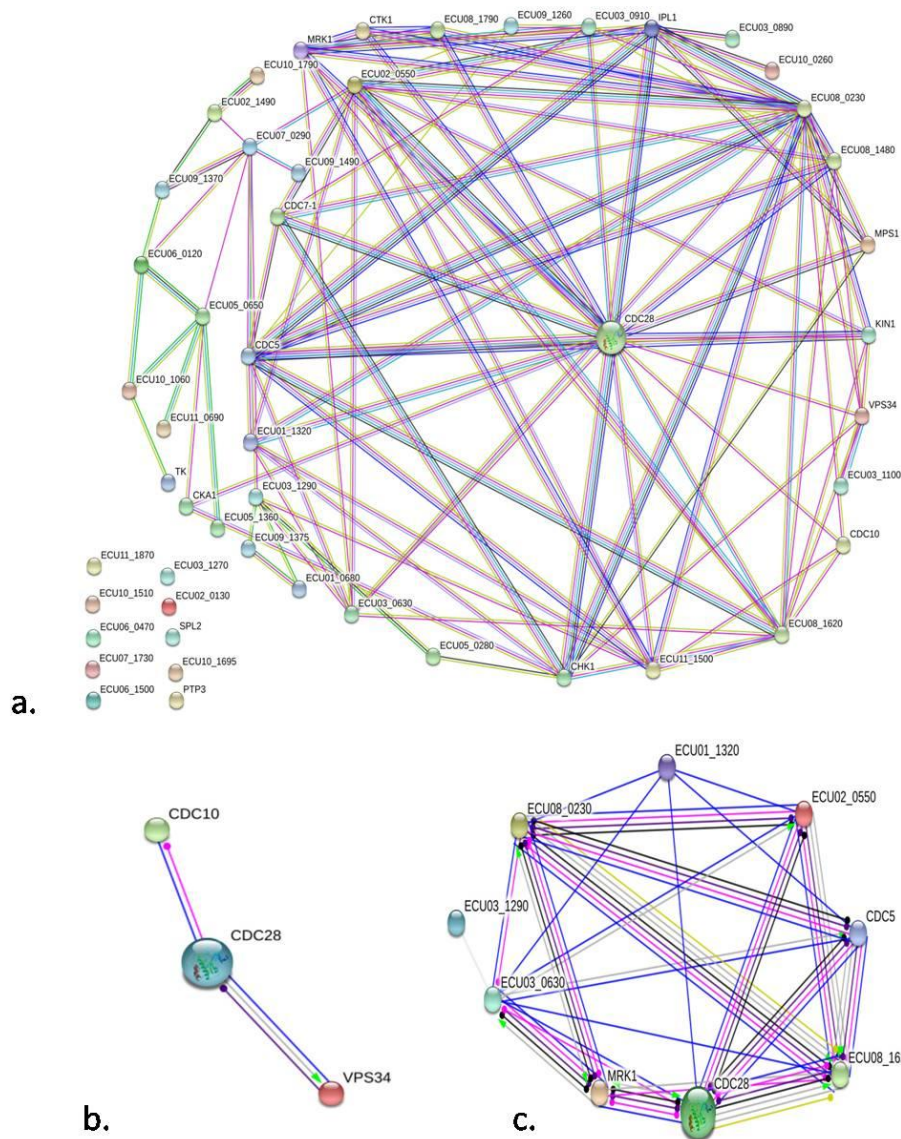 CTK1
ECU08_1790
ECU09_1260
ECU03_0910
IPL1
ECU03_0890
MRK1
ECU10_0260
ECU10_1790
ECU02_0550
ECU02_1490
ECU08_0230
ECU07_0290
ECU08_1480
ECU09_1490
ECU09_1370
CDC7-1
MPS1
ECU06_0120
ECU05_0650
CDC28
KIN1
CDC5
ECU10_1060
VPS34
ECU11_0690
ECU01_1320
TK
ECU03_1290
ECU03_1100
CKA1
ECU05_1360
ECU09_1375
CDC10
ECU11_1870
ECU03_1270
ECU01_0680
ECU10_1510
ECU02_0130
ECU03_0630
ECU08_1620
ECU06_0470
SPL2
ECU05_0280
CHK1
ECU11_1500
ECU07_1730
ECU10_1695
ECU06_1500
PTP3
a.
CDC10
CDC28
VPS34
b.
ECU01_1320
ECU08_0230
ECU02_0550
ECU03_1290
CDC5
ECU03_0630
ECU08_16
MRK1
CDC28
c.